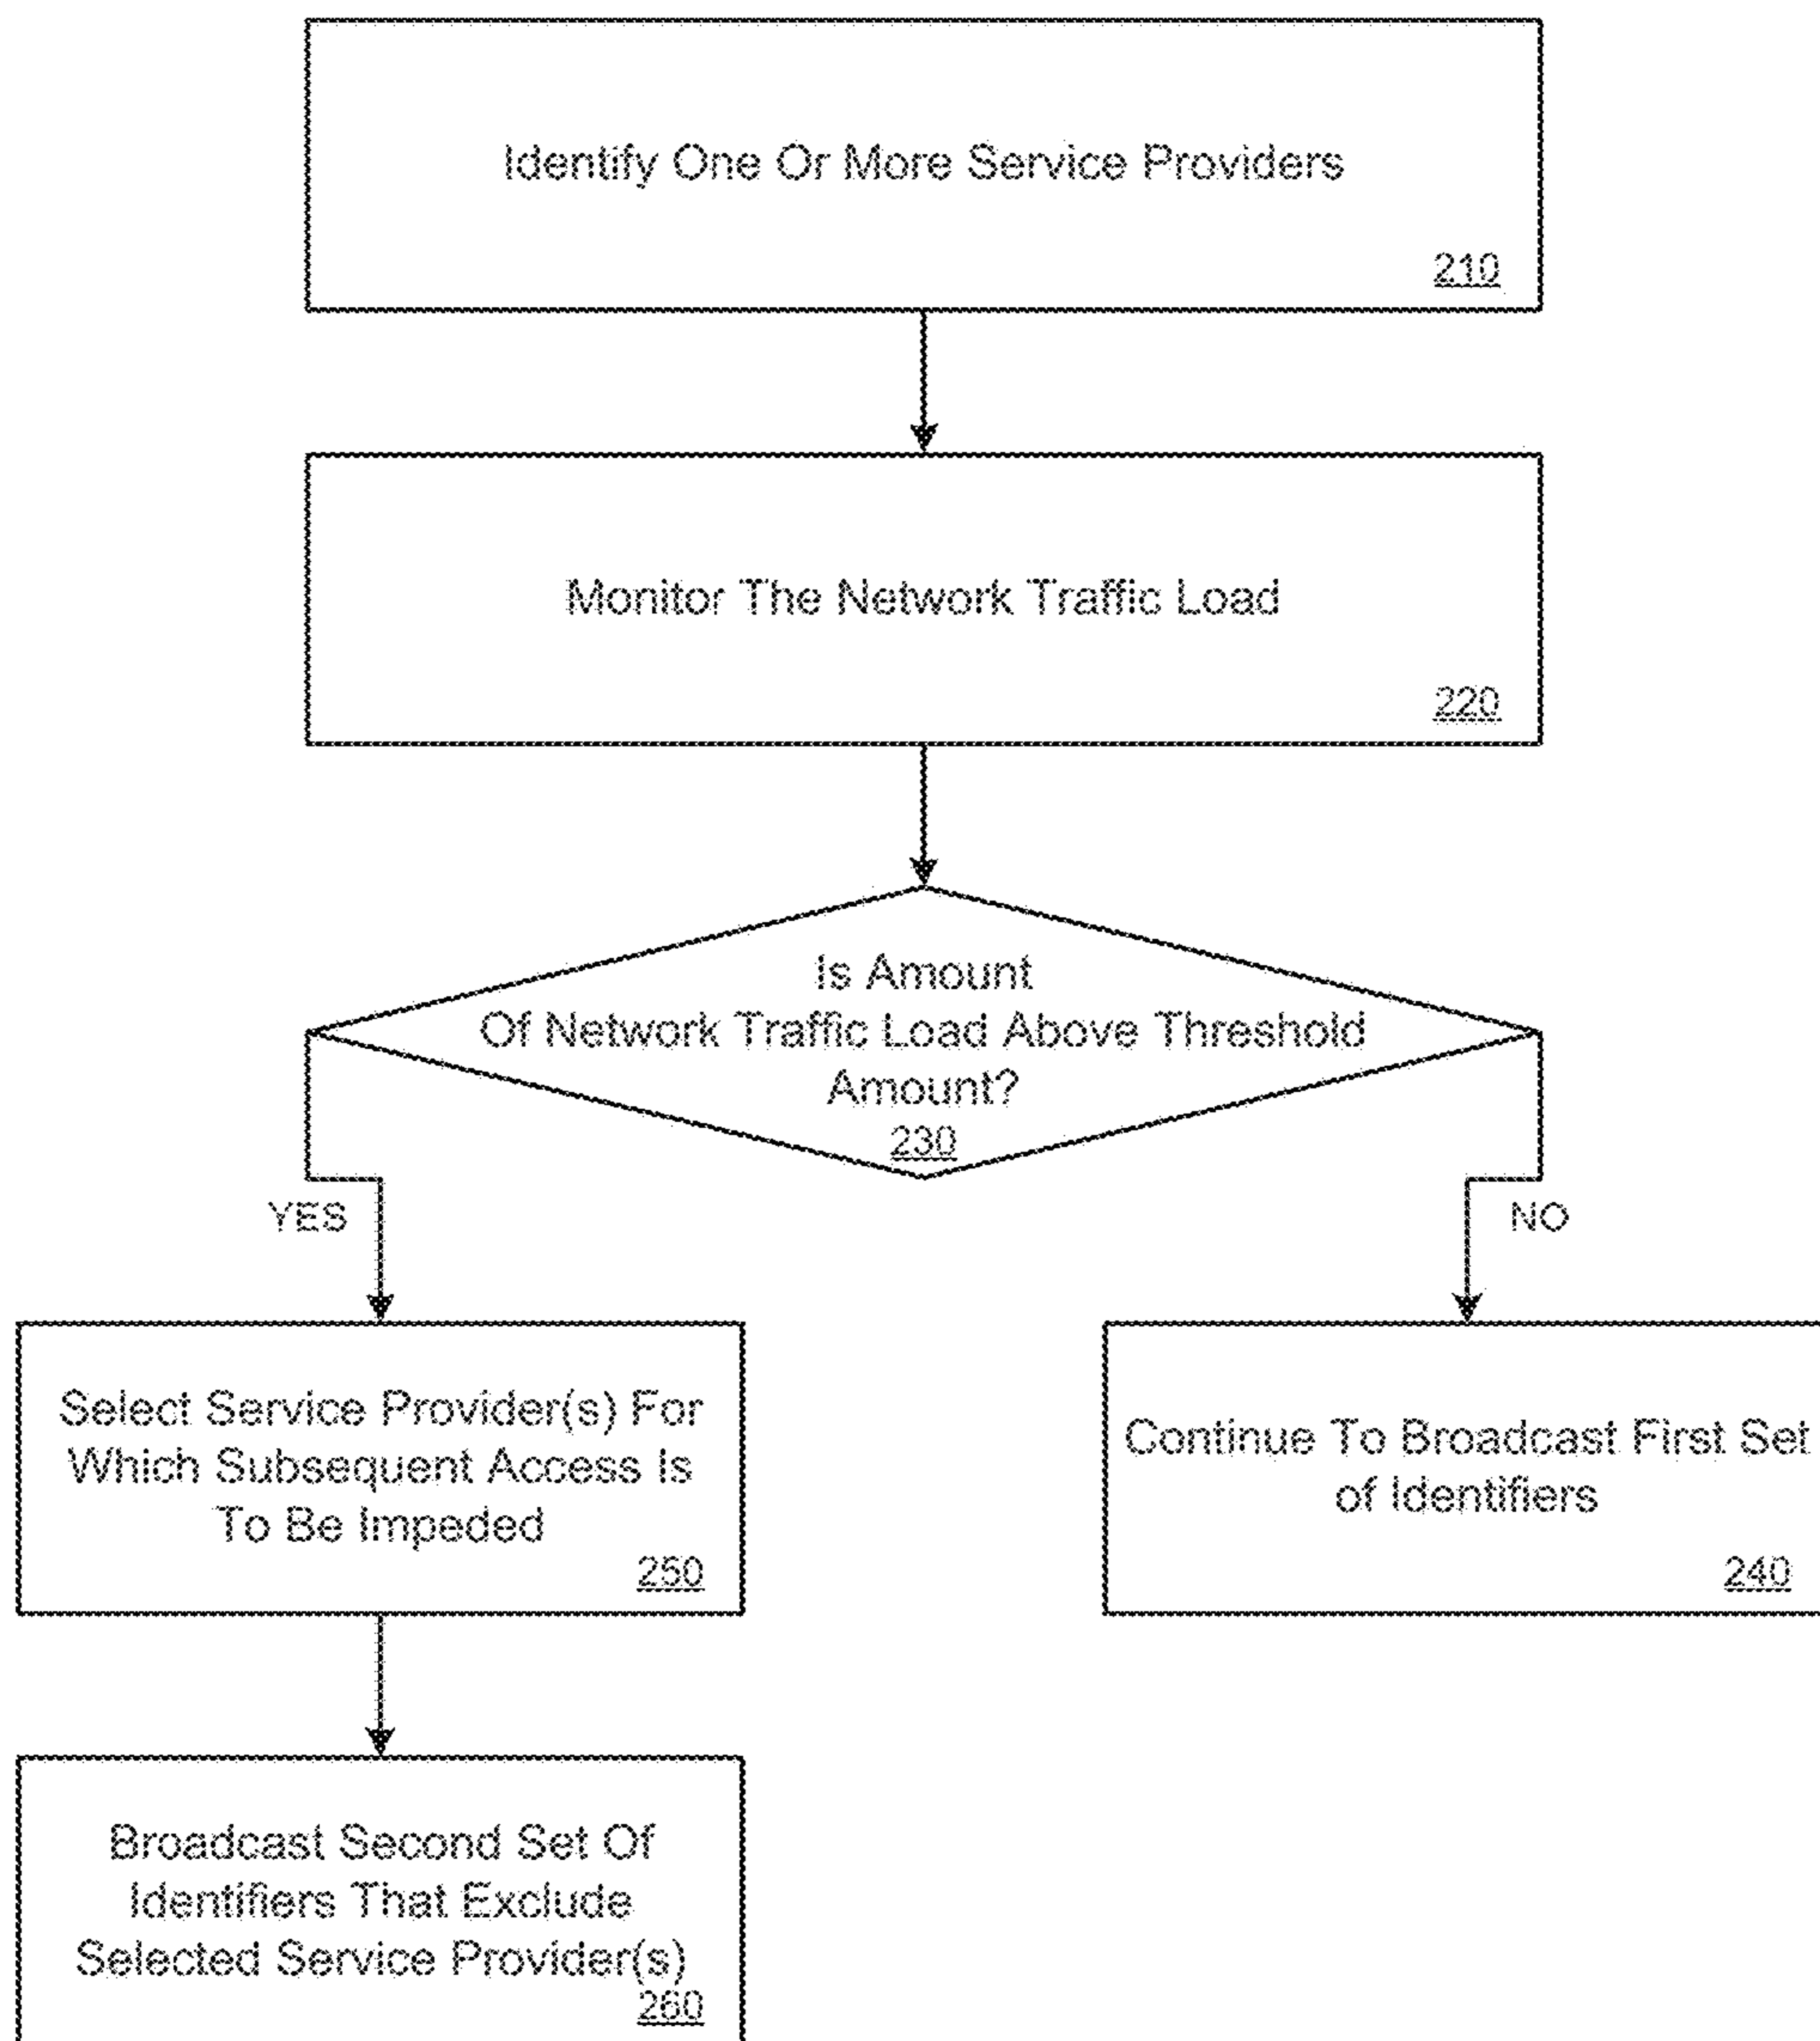 Identify One Or More Service Providers
210
Monitor The Network Traffic Load
220
Is Amount
Of Network Traffic Load Above Threshold
Amount?
230
YES
NO
Select Service Provider(s) For
Which Subsequent Access Is
To Be Impeded
250
Continue To Broadcast First Set
of Identifiers
240
Broadcast Second Set Of
Identifiers That Exclude
Selected Service Provider(s)
260